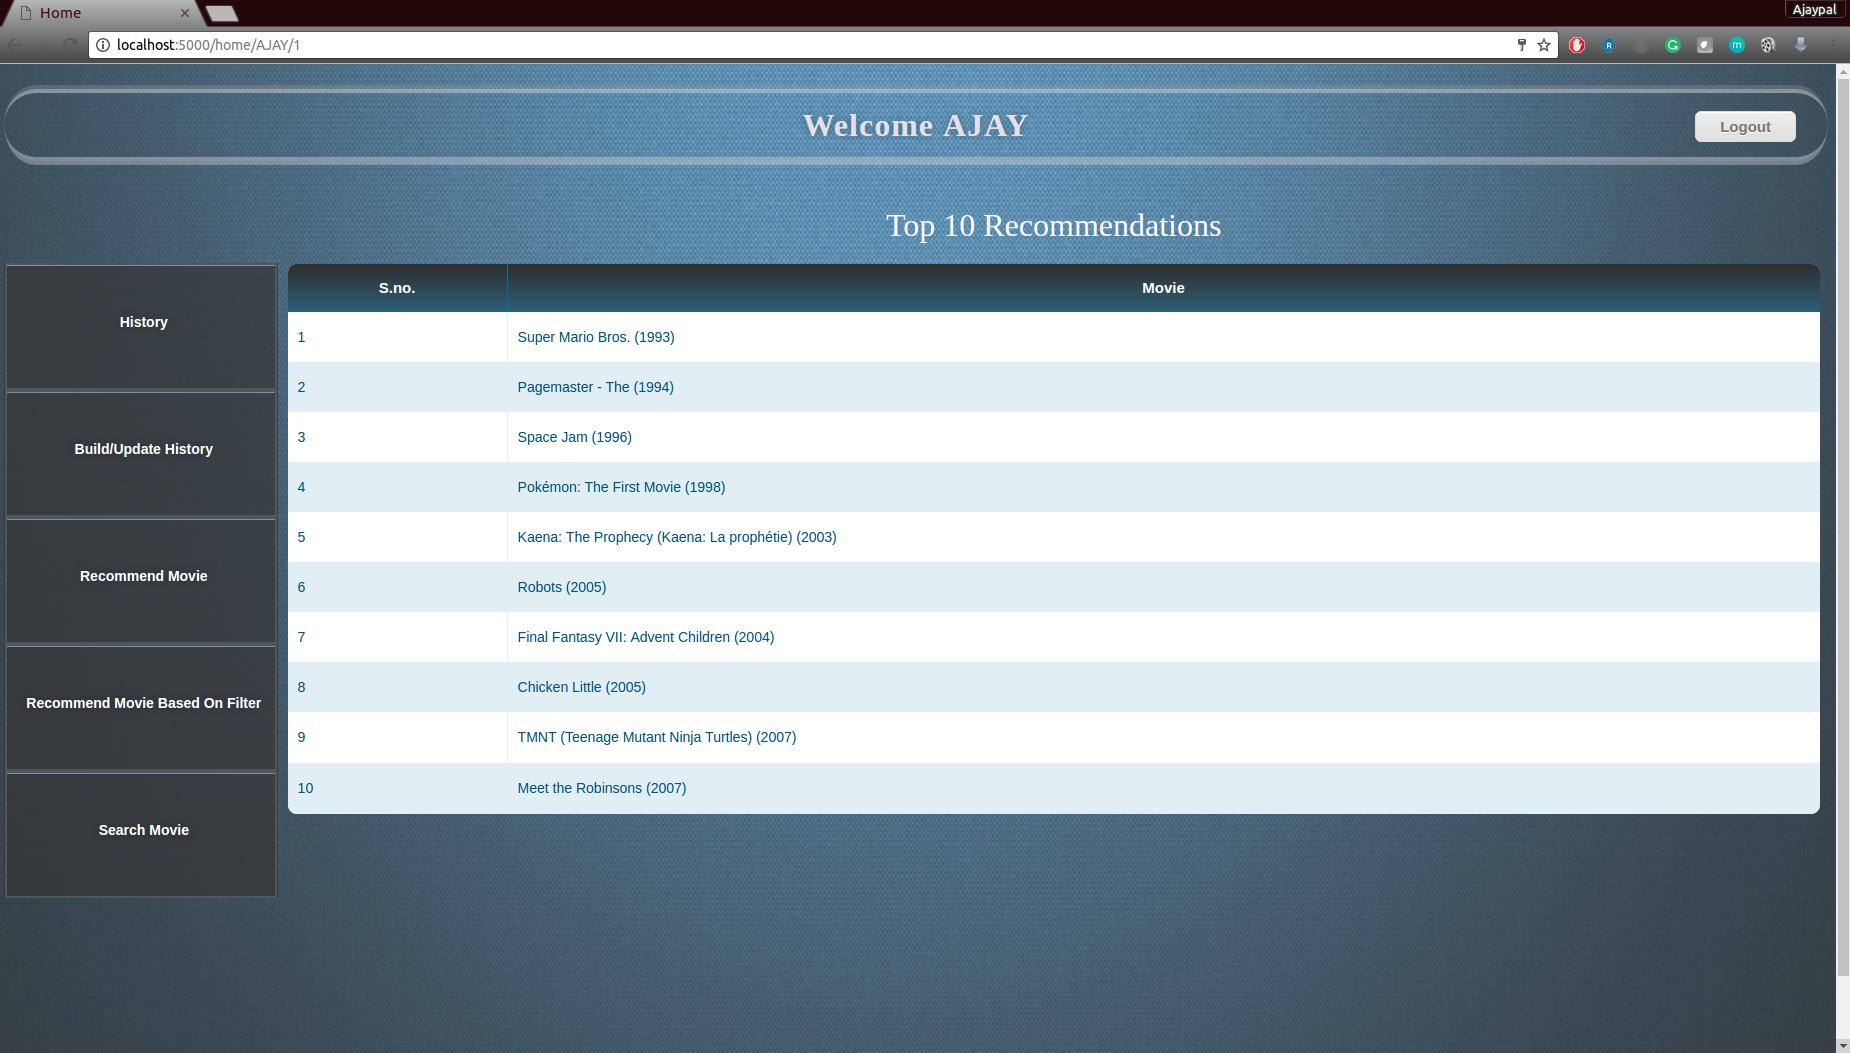 Home
Ajaypal
localhost:5000/home/AJAY/1
Welcome AJAY
Logout
Top 10 Recommendations
History
Build/Update History
Recommend Movie
Recommend Movie Based On Filter
Search Movie
S.no. Movie
1 Super Mario Bros. (1993)
2 Pagemaster - The (1994)
3 Space Jam (1996)
4 Pokémon: The First Movie (1998)
5 Kaena: The Prophecy (Kaena: La prophétie) (2003)
6 Robots (2005)
7 Final Fantasy VII: Advent Children (2004)
8 Chicken Little (2005)
9 TMNT (Teenage Mutant Ninja Turtles) (2007)
10 Meet the Robinsons (2007)